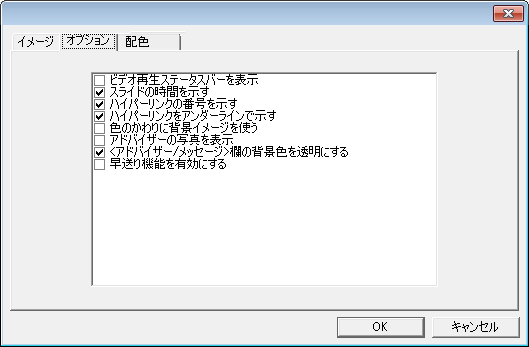 イメージ オプション 配色
ビデオ再生ステータスバーを表示
スライドの時間を示す
ハイパーリンクの番号を示す
ハイパーリンクをアンダーラインで示す
色のかわりに背景イメージを使う
アドバイザーの写真を表示
<アドバイザー/メッセージ>欄の背景色を透明にする
早送り機能を有効にする
OK キャンセル